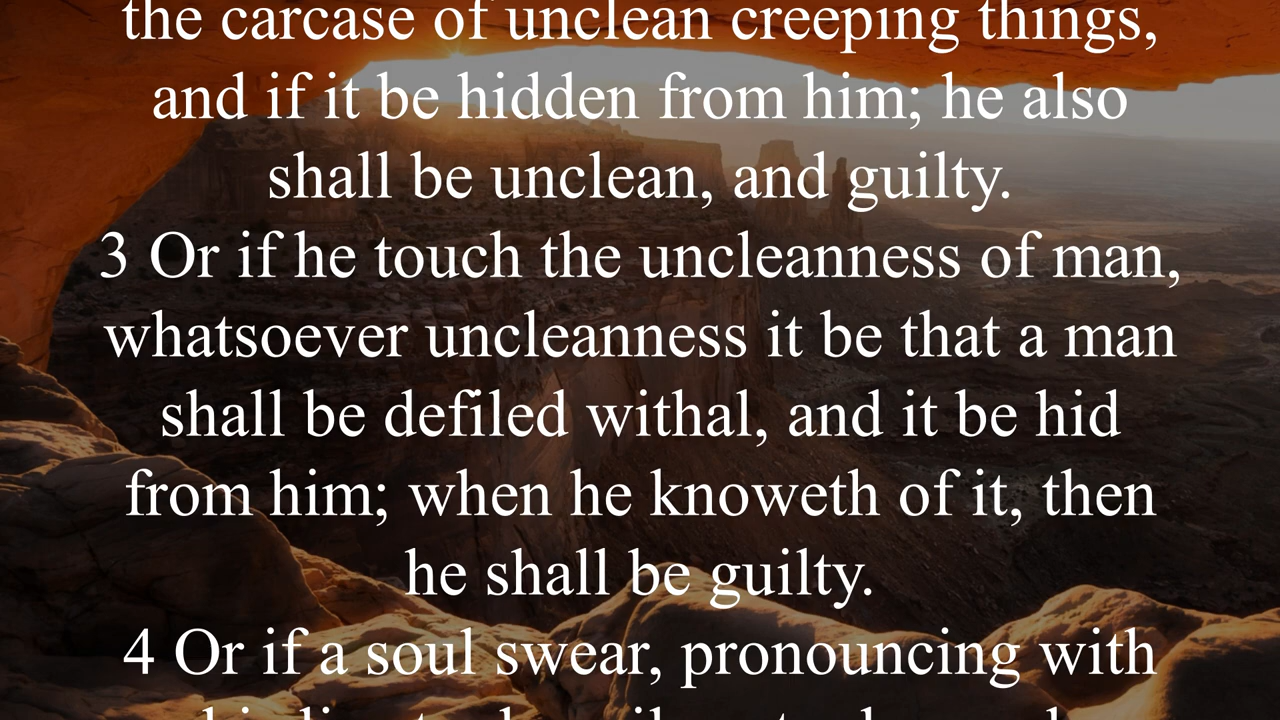 the carcase of unclean creeping things,
and if it be hidden from him; he also
shall be unclean, and guilty.
3 Or if he touch the uncleanness of man,
whatsoever uncleanness it be that a man
shall be defiled withal, and it be hid
from him; when he knoweth of it, then
he shall be guilty.
4 Or if a soul swear, pronouncing with